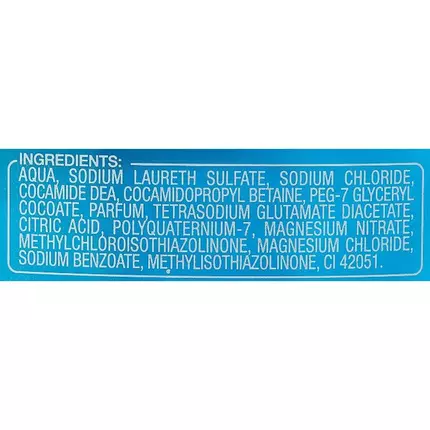 INGREDIENTS:
AQUA, SODIUM LAURETH SULFATE, SODIUM CHLORIDE,
COCAMIDE DEA, COCAMIDOPROPYL BETAINE, PEG-7 GLYCERYL
COCOATE, PARFUM, TETRASODIUM GLUTAMATE DIACETATE,
CITRIC ACID, POLYQUATERNIUM-7, MAGNESIUM NITRATE,
METHYLCHLOROISOTHIAZOLINONE, MAGNESIUM CHLORIDE,
SODIUM BENZOATE, METHYLISOTHIAZOLINONE, CI 42051.